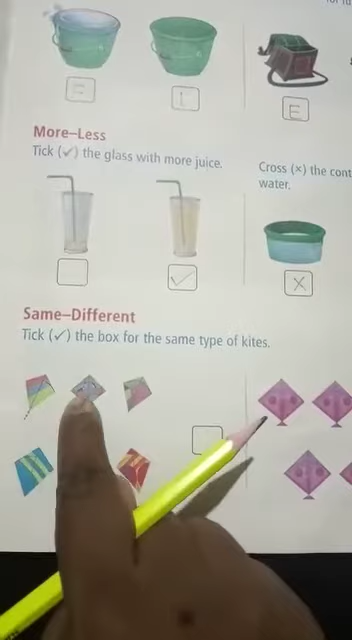 E
More–Less
Tick (✓) the glass with more juice.
Cross (×) the cont
water.
Same–Different
Tick (✓) the box for the same type of kites.